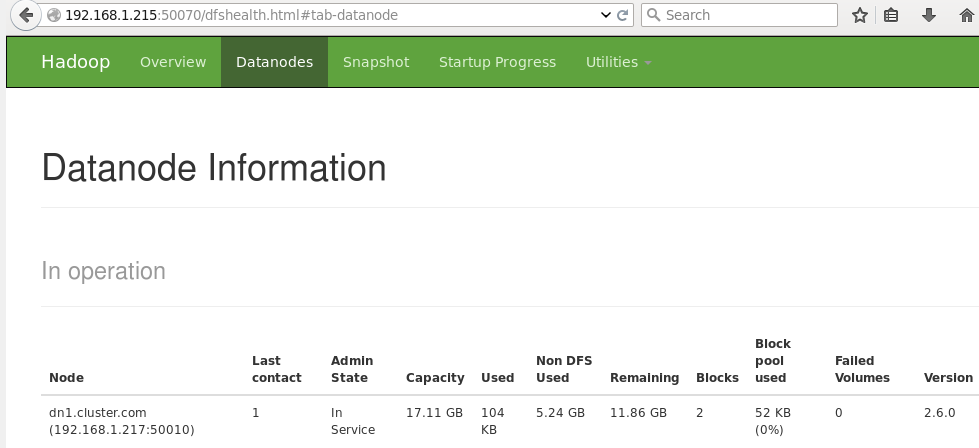 192.168.1.215:50070/dfshealth.html#tab-datanode Search
Hadoop Overview Datanodes Snapshot Startup Progress Utilities
Datanode Information
In operation
Node Last contact Admin State Capacity Used Non DFS Used Remaining Blocks Block pool used Failed Volumes Version
dn1.cluster.com (192.168.1.217:50010) 1 In Service 17.11 GB 104 KB 5.24 GB 11.86 GB 2 52 KB (0%) 0 2.6.0